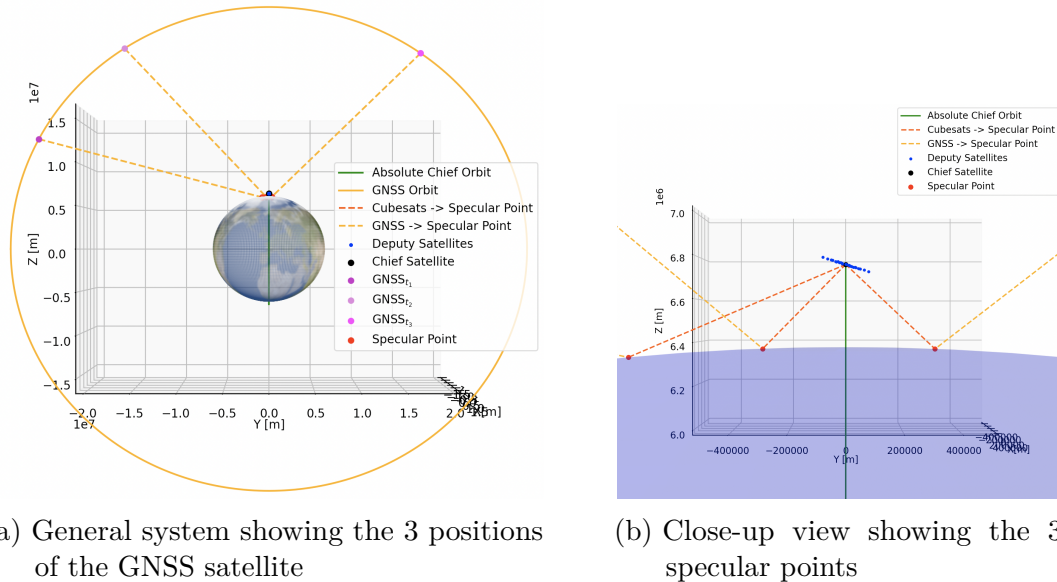 1e7
1.5
1.0
0.5
0.0
−0.5
−1.0
−1.5
Z [m]
−2.0 −1.5 −1.0 −0.5 0.0 0.5 1.0 1.5 2.0
1e7
Y [m]
Absolute Chief Orbit
GNSS Orbit
Cubesats -> Specular Point
GNSS -> Specular Point
Deputy Satellites
Chief Satellite
GNSSt1
GNSSt2
GNSSt3
Specular Point
a) General system showing the 3 positions
of the GNSS satellite
Absolute Chief Orbit
Cubesats -> Specular Point
GNSS -> Specular Point
Deputy Satellites
Chief Satellite
Specular Point
1e6
7.0
6.8
6.6
6.4
6.2
6.0
Z [m]
−400000 −200000 0 200000 400000
Y [m]
(b) Close-up view showing the 3
specular points